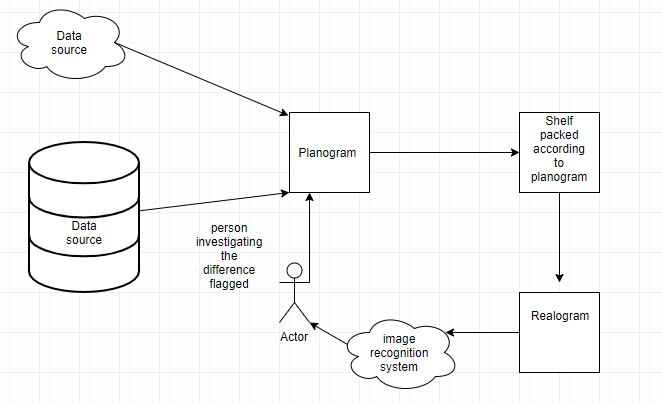 Data
source
Planogram
Shelf
packed
according
to
planogram
Data
source
person
investigating
the
difference
flagged
Actor
image
recognition
system
Realogram